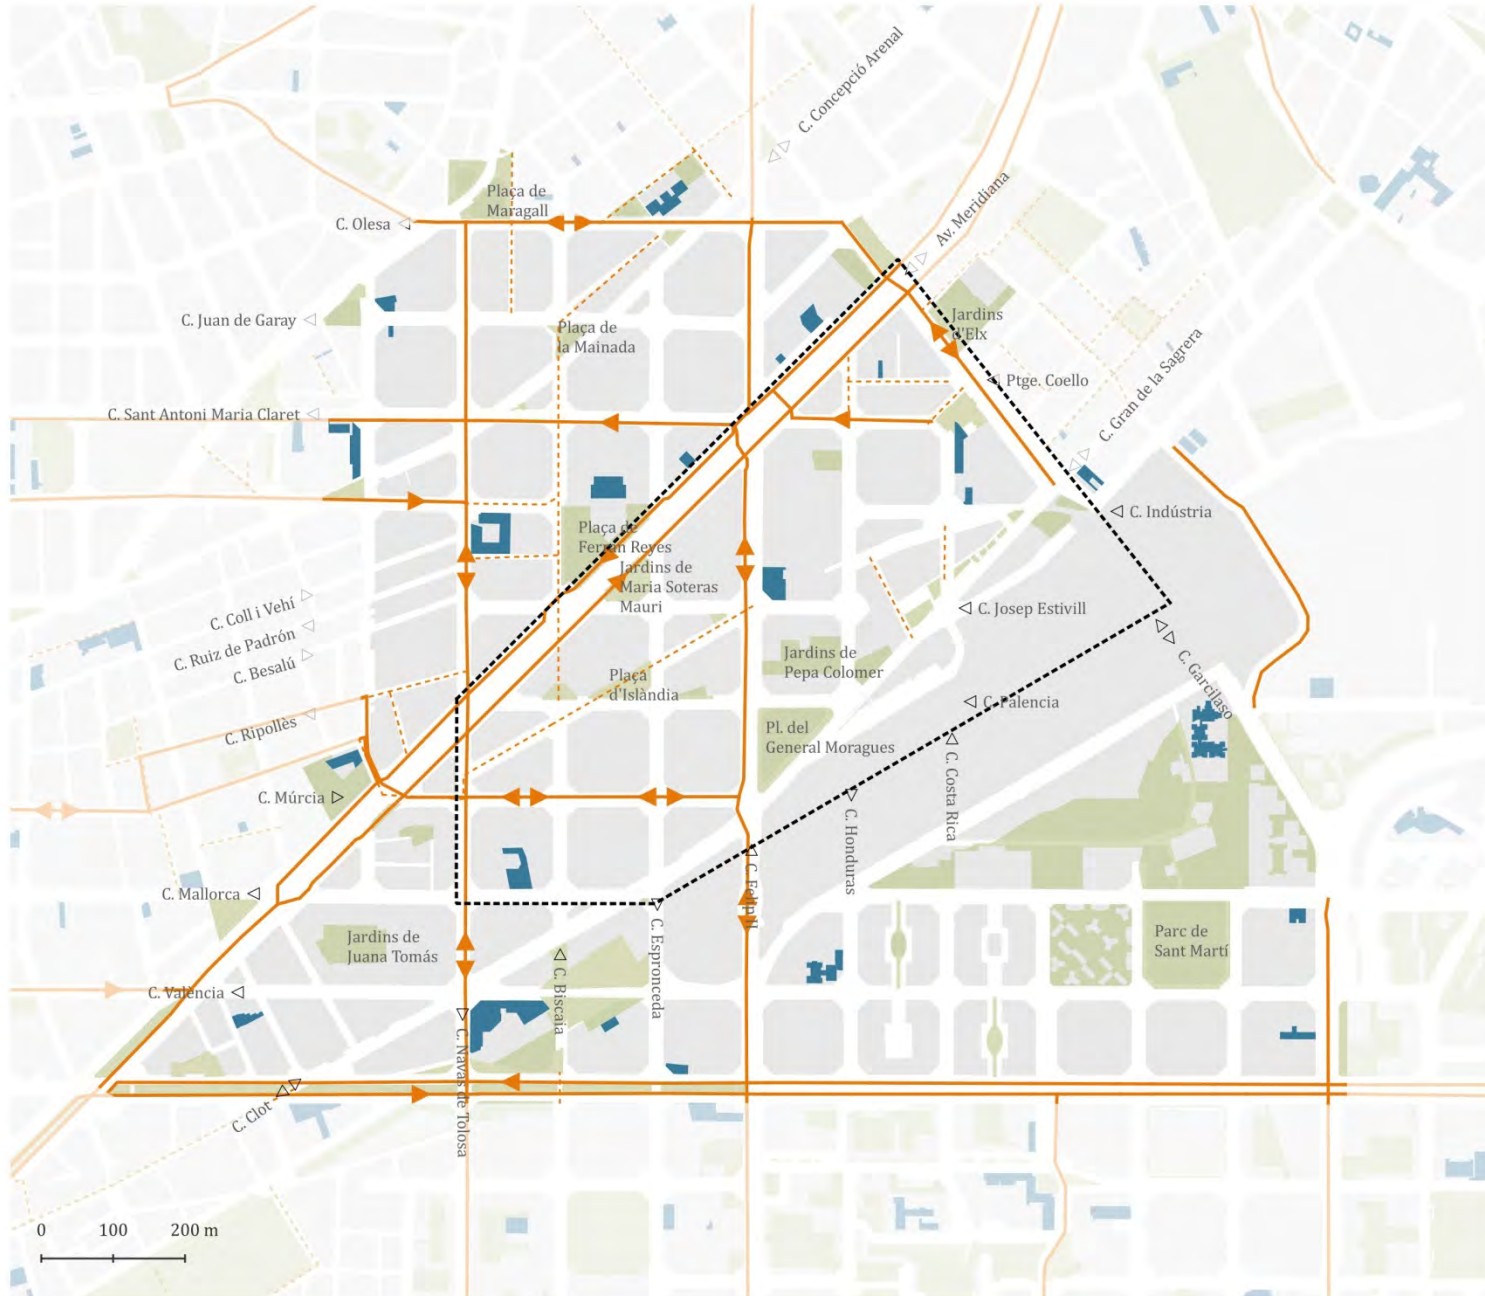 C. Concepció Arenal
Plaça de
Maragall
C. Olesa
Av. Meridiana
C. Juan de Garay
Plaça de
la Mainada
Jardins
d'Elx
Ptge. Coello
C. Gran de la Sagrera
C. Sant Antoni Maria Claret
C. Indústria
Plaça de
Ferran Reyes
Jardins de
Maria Soteras
Mauri
C. Coll i Vehí
C. Ruiz de Padrón
C. Besalú
C. Josep Estivill
Jardins de
Pepa Colomer
Plaça
d'Islàndia
C. Garcilaso
C. Palencia
C. Ripollès
Pl. del
General Moragues
C. Costa Rica
C. Múrcia
C. Honduras
C. Mallorca
C. Felip II
C. Espronceda
Jardins de
Juana Tomás
Parc de
Sant Martí
C. Biscaia
C. València
C. Navas de Tolosa
C. Clot
0 100 200 m